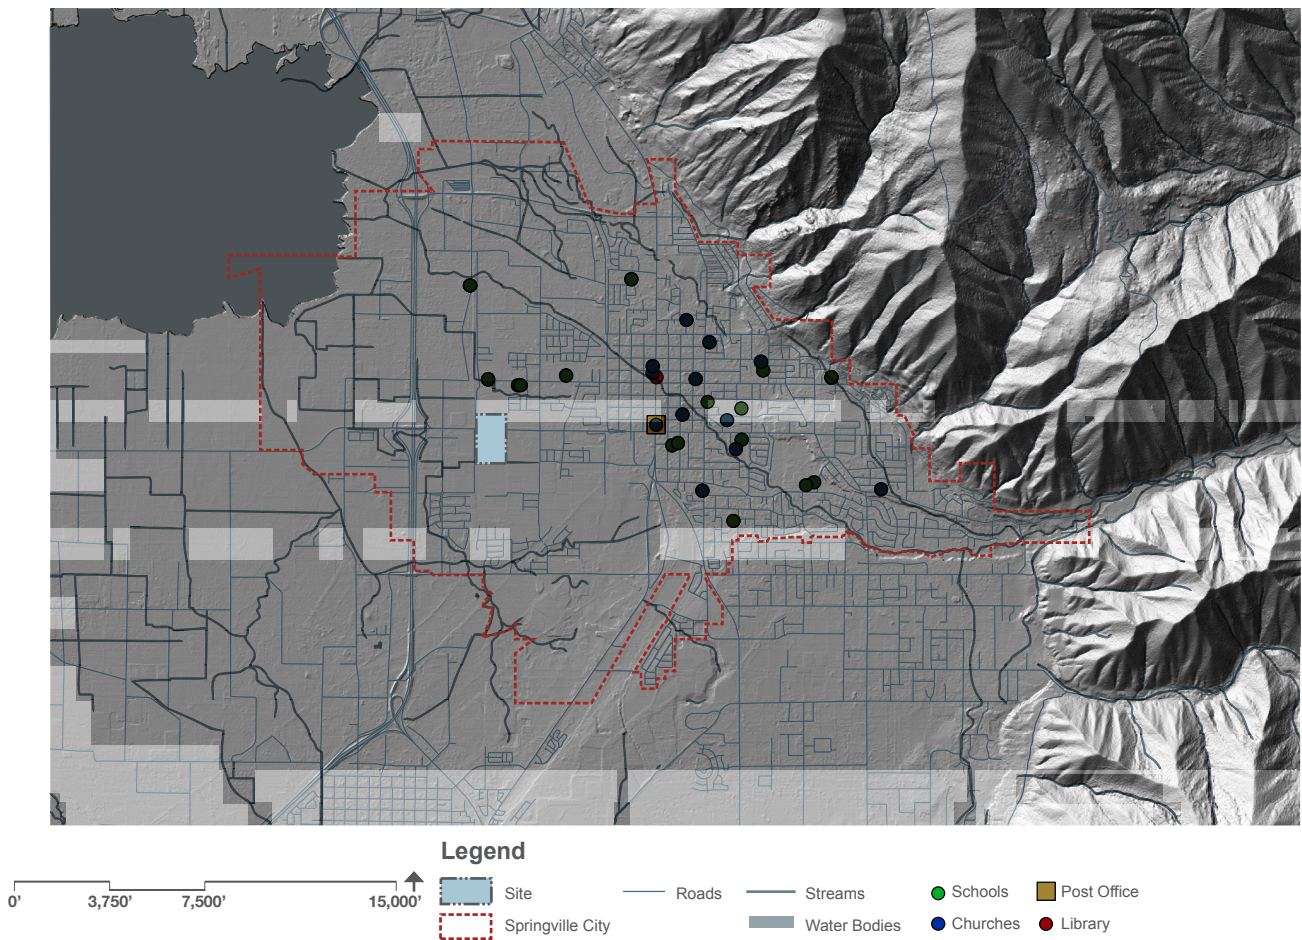 Legend
0' 3,750' 7,500' 15,000'
Site Roads Streams Schools Post Office
Springville City Water Bodies Churches Library